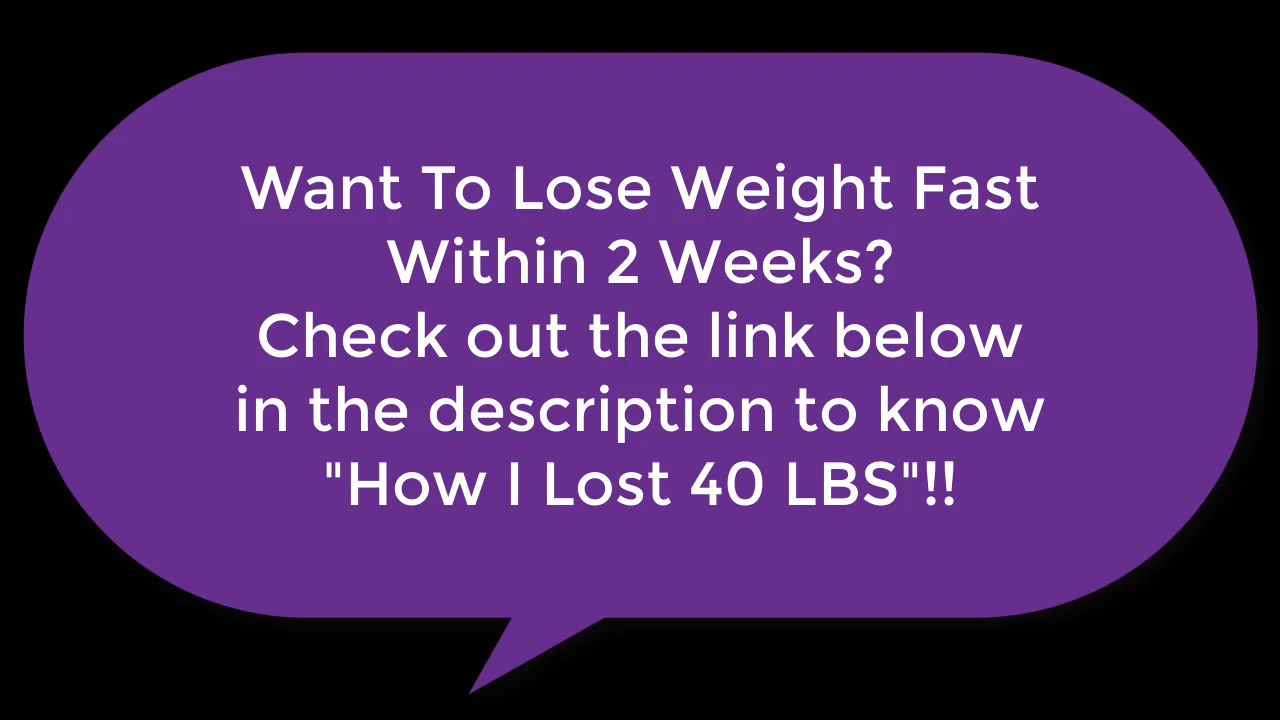 Want To Lose Weight Fast
Within 2 Weeks?
Check out the link below
in the description to know
"How I Lost 40 LBS"!!